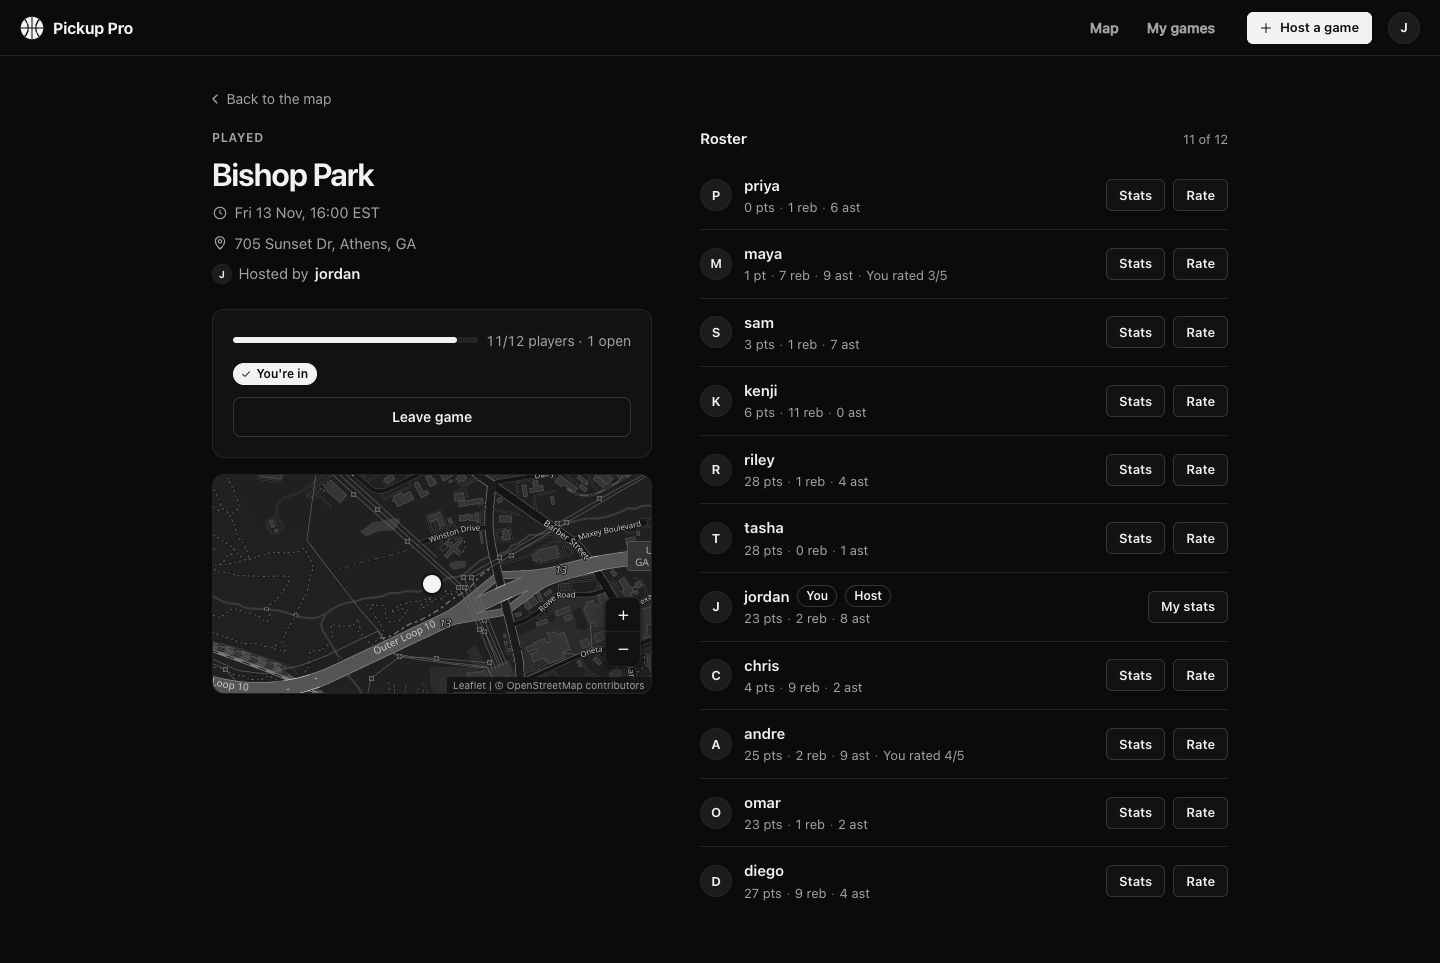 Pickup Pro
Map
My games
Host a game
J
Back to the map
PLAYED
Bishop Park
Fri 13 Nov, 16:00 EST
705 Sunset Dr, Athens, GA
J Hosted by jordan
11/12 players · 1 open
You're in
Leave game
Winston Drive
Barber Street
Maxey Boulevard
GA
13
Rowe Road
13
Outer Loop 10
Oneta
Loop 10
+
−
Leaflet | © OpenStreetMap contributors
Roster
11 of 12
P
priya
0 pts · 1 reb · 6 ast
Stats
Rate
M
maya
1 pt · 7 reb · 9 ast · You rated 3/5
Stats
Rate
S
sam
3 pts · 1 reb · 7 ast
Stats
Rate
K
kenji
6 pts · 11 reb · 0 ast
Stats
Rate
R
riley
28 pts · 1 reb · 4 ast
Stats
Rate
T
tasha
28 pts · 0 reb · 1 ast
Stats
Rate
J
jordan You Host
23 pts · 2 reb · 8 ast
My stats
C
chris
4 pts · 9 reb · 2 ast
Stats
Rate
A
andre
25 pts · 2 reb · 9 ast · You rated 4/5
Stats
Rate
O
omar
23 pts · 1 reb · 2 ast
Stats
Rate
D
diego
27 pts · 9 reb · 4 ast
Stats
Rate